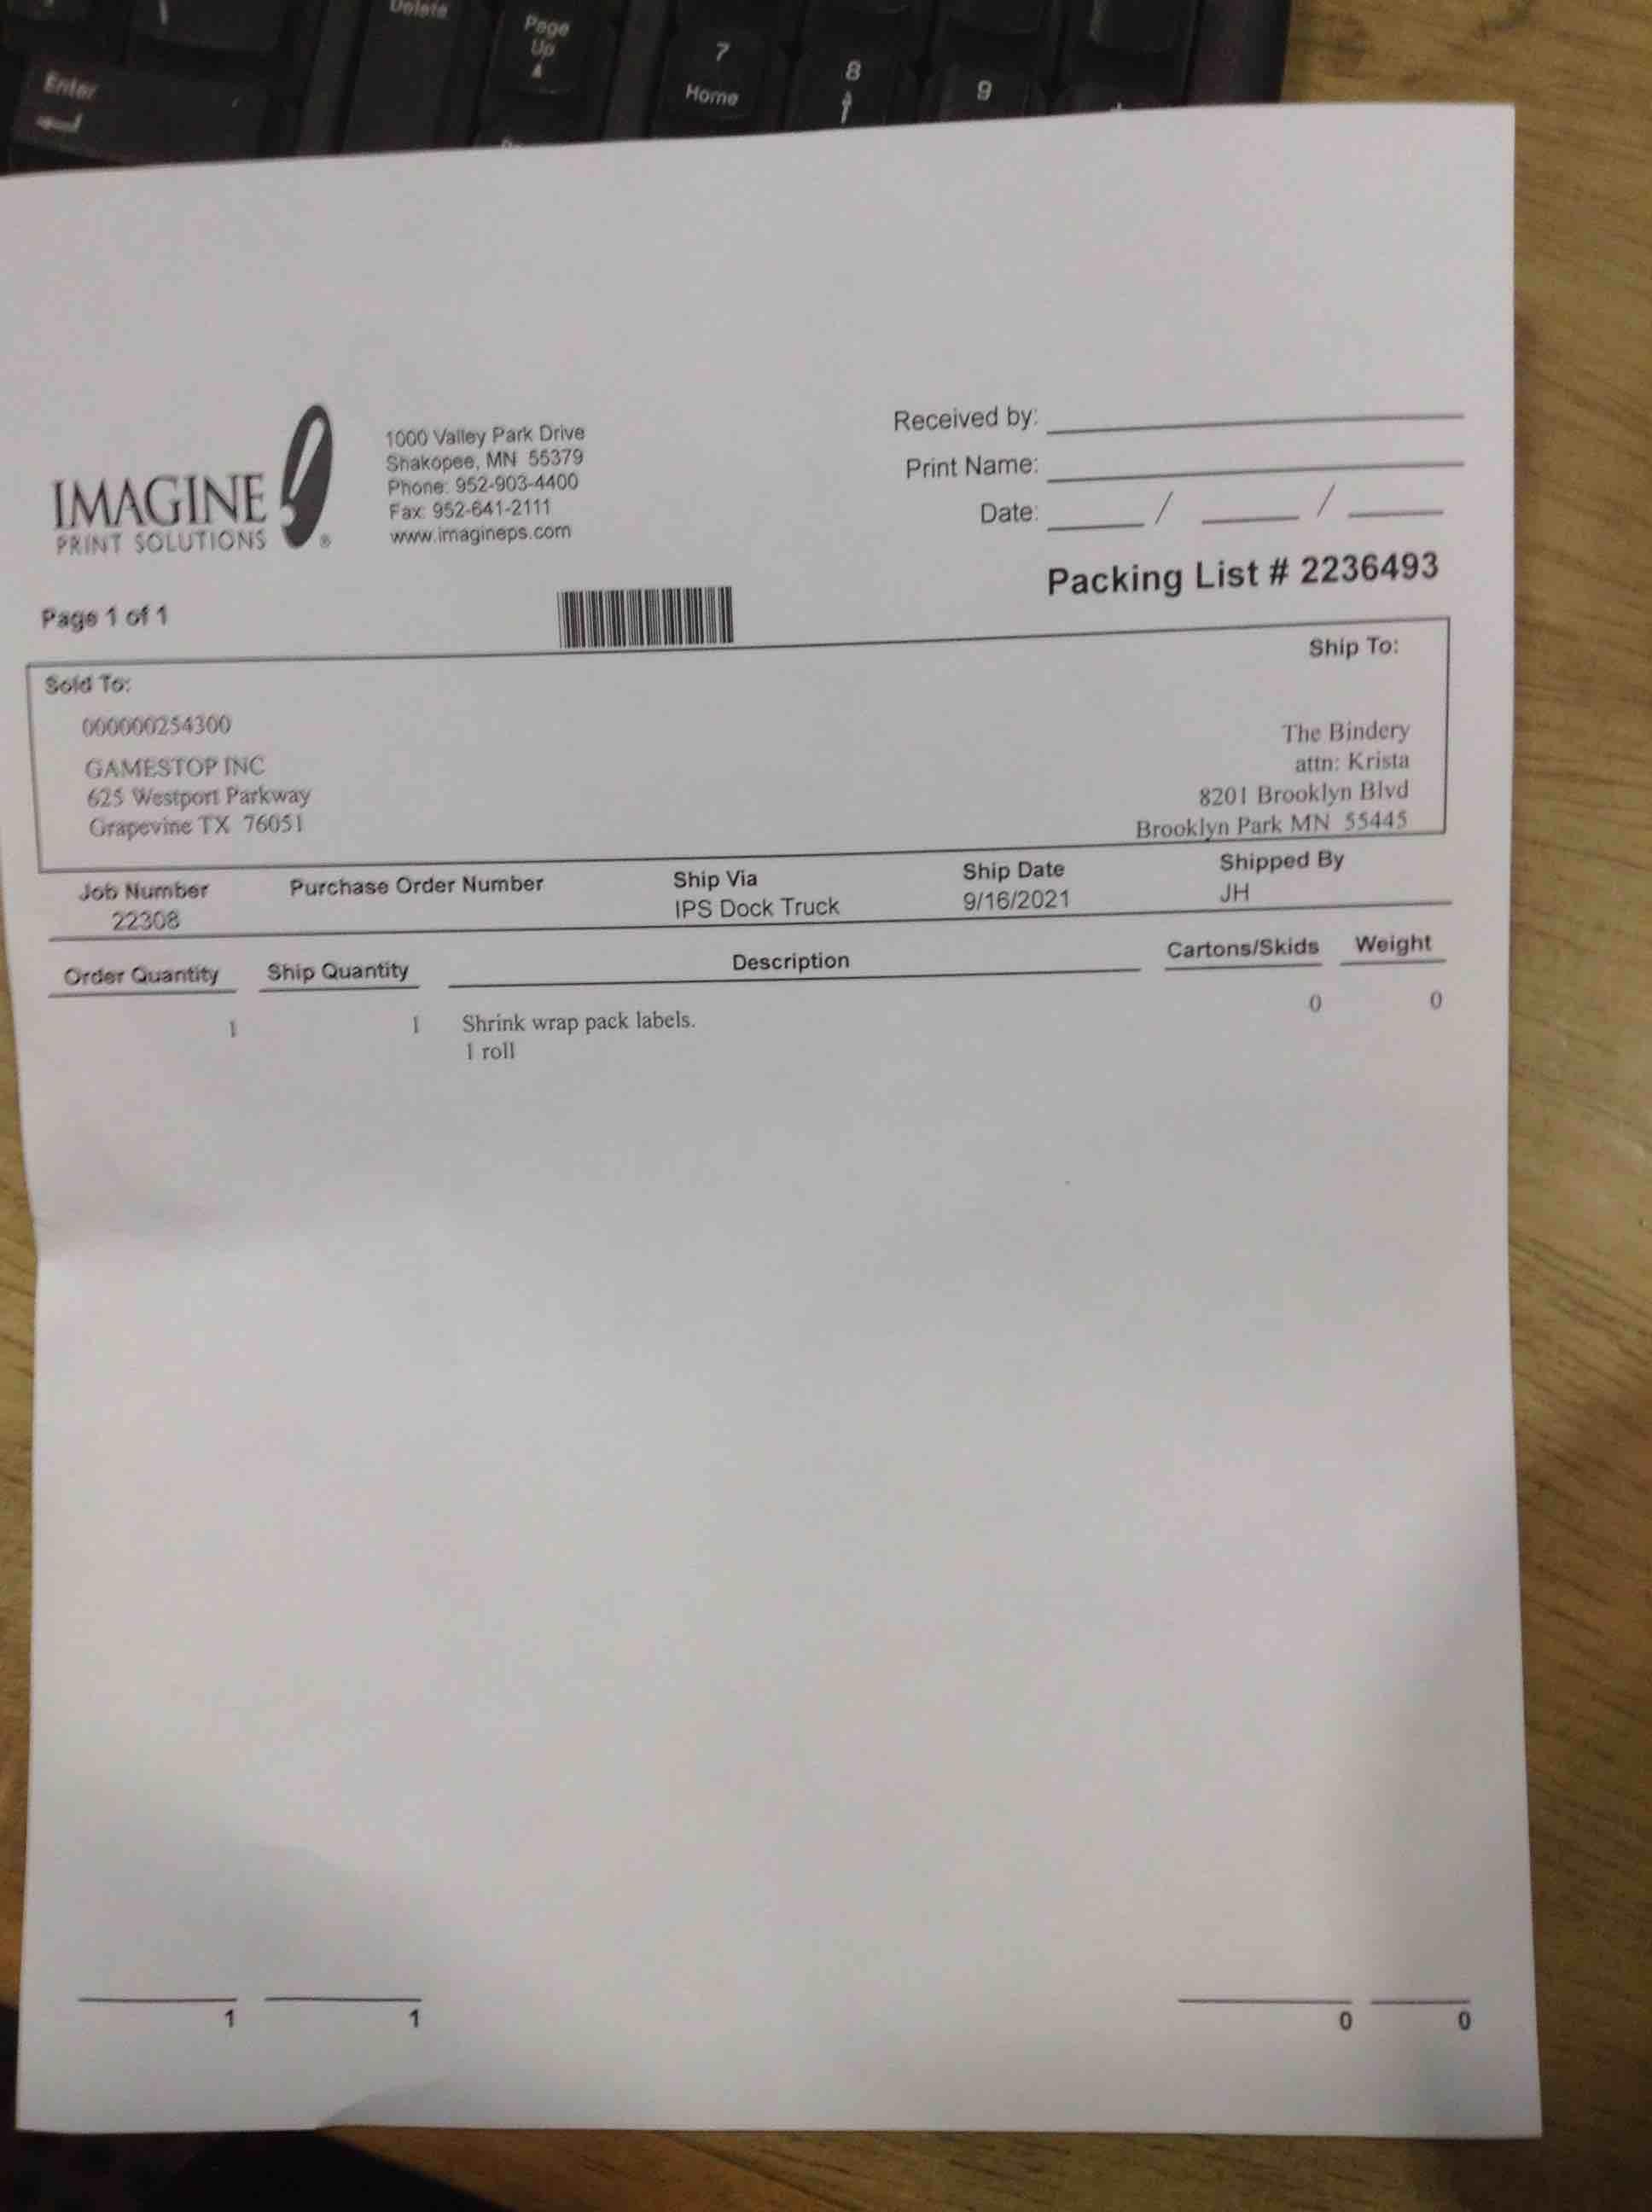 Delete
Page
Up
7
Home
8
9
Enter
IMAGINE
PRINT SOLUTIONS ®
1000 Valley Park Drive
Shakopee, MN 55379
Phone: 952-903-4400
Fax: 952-641-2111
www.imagineps.com
Received by:
Print Name:
Date: / /
Packing List # 2236493
Page 1 of 1
Sold To:
000000254300
GAMESTOP INC
625 Westport Parkway
Grapevine TX 76051
Ship To:
The Bindery
attn: Krista
8201 Brooklyn Blvd
Brooklyn Park MN 55445
Job Number Purchase Order Number Ship Via Ship Date Shipped By
22308 IPS Dock Truck 9/16/2021 JH
Order Quantity Ship Quantity Description Cartons/Skids Weight
1 1 Shrink wrap pack labels. 0 0
1 roll
1 1 0 0